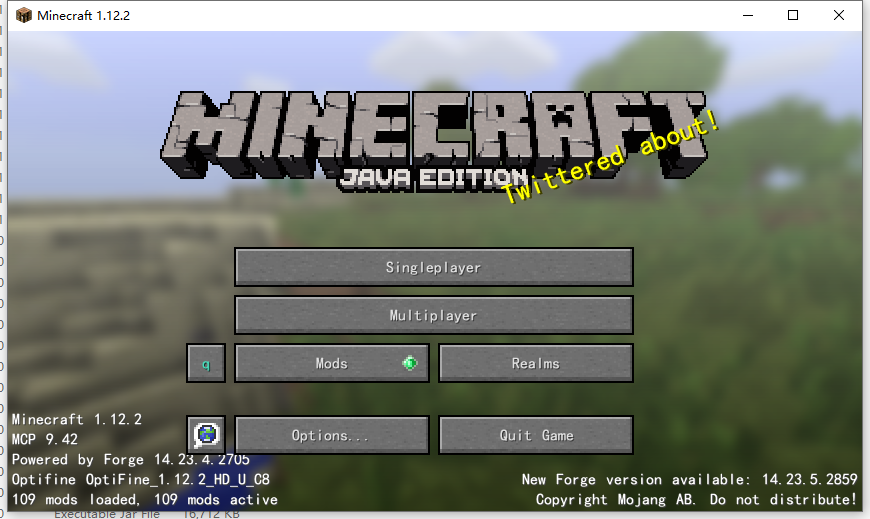 Minecraft 1.12.2
MINECRAFT
JAVA EDITION
Twittered about!
Singleplayer
Multiplayer
q
Mods
Realms
Options...
Quit Game
Minecraft 1.12.2
MCP 9.42
Powered by Forge 14.23.4.2705
Optifine OptiFine_1.12.2_HD_U_C8
109 mods loaded, 109 mods active
New Forge version available: 14.23.5.2859
Copyright Mojang AB. Do not distribute!
Executable Jar File 16,712 KB